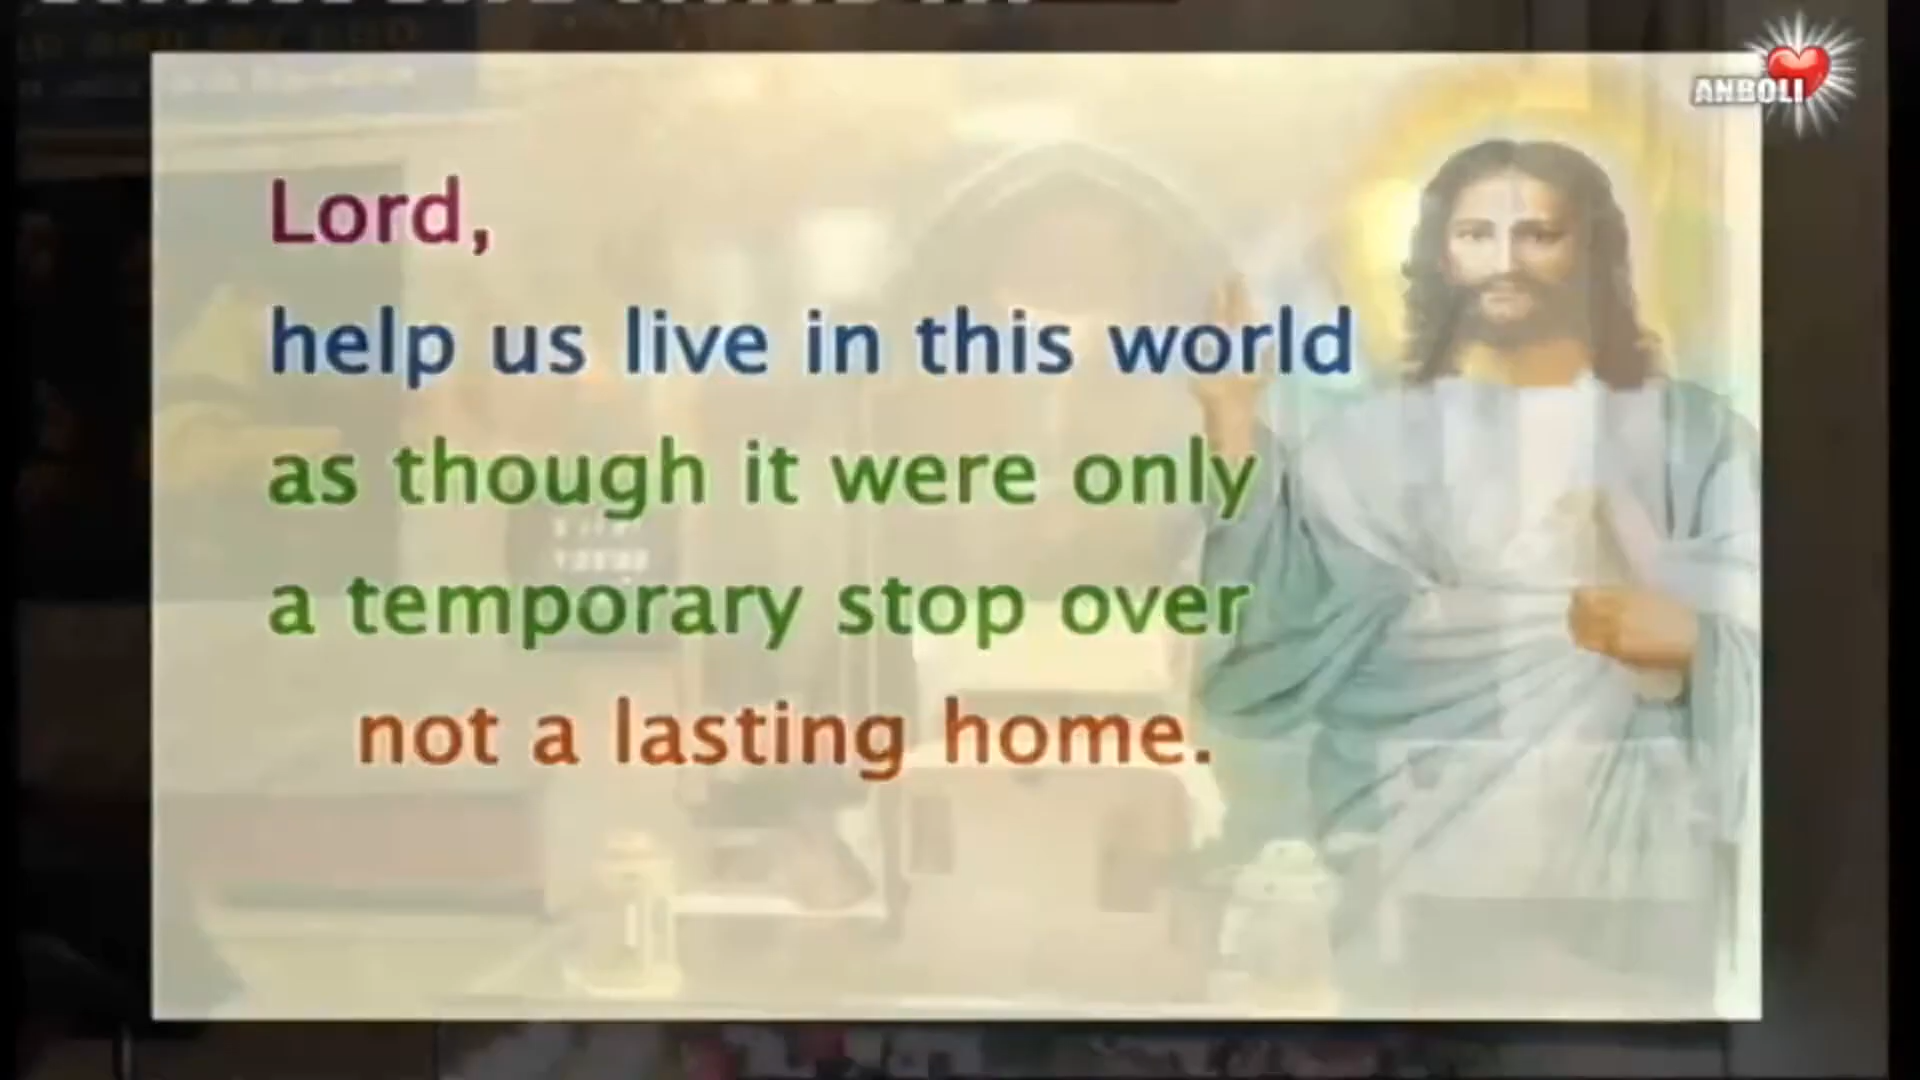 ANBOLI
Lord,
help us live in this world
as though it were only
a temporary stop over
not a lasting home.